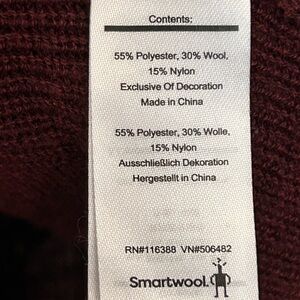 Contents:
55% Polyester, 30% Wool,
15% Nylon
Exclusive Of Decoration
Made in China
55% Polyester, 30% Wolle,
15% Nylon
Ausschließlich Dekoration
Hergestellt in China
RN#116388 VN#506482
Smartwool.